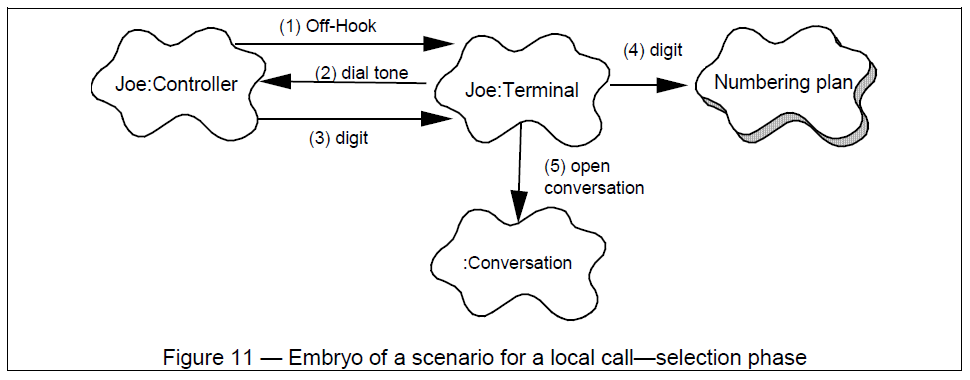 (1) Off-Hook
(4) digit
Joe:Controller
(2) dial tone
Joe:Terminal
Numbering plan
(3) digit
(5) open
conversation
:Conversation
Figure 11 — Embryo of a scenario for a local call—selection phase